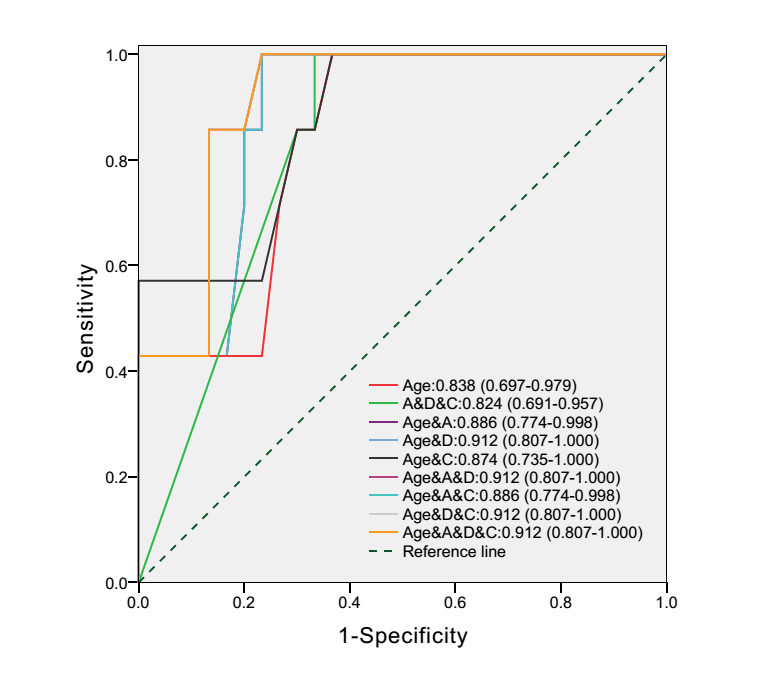 1.0
0.8
0.6
0.4
0.2
0.0
Sensitivity
Age:0.838 (0.697-0.979)
A&D&C:0.824 (0.691-0.957)
Age&A:0.886 (0.774-0.998)
Age&D:0.912 (0.807-1.000)
Age&C:0.874 (0.735-1.000)
Age&A&D:0.912 (0.807-1.000)
Age&A&C:0.886 (0.774-0.998)
Age&D&C:0.912 (0.807-1.000)
Age&A&D&C:0.912 (0.807-1.000)
Reference line
0.0 0.2 0.4 0.6 0.8 1.0
1-Specificity